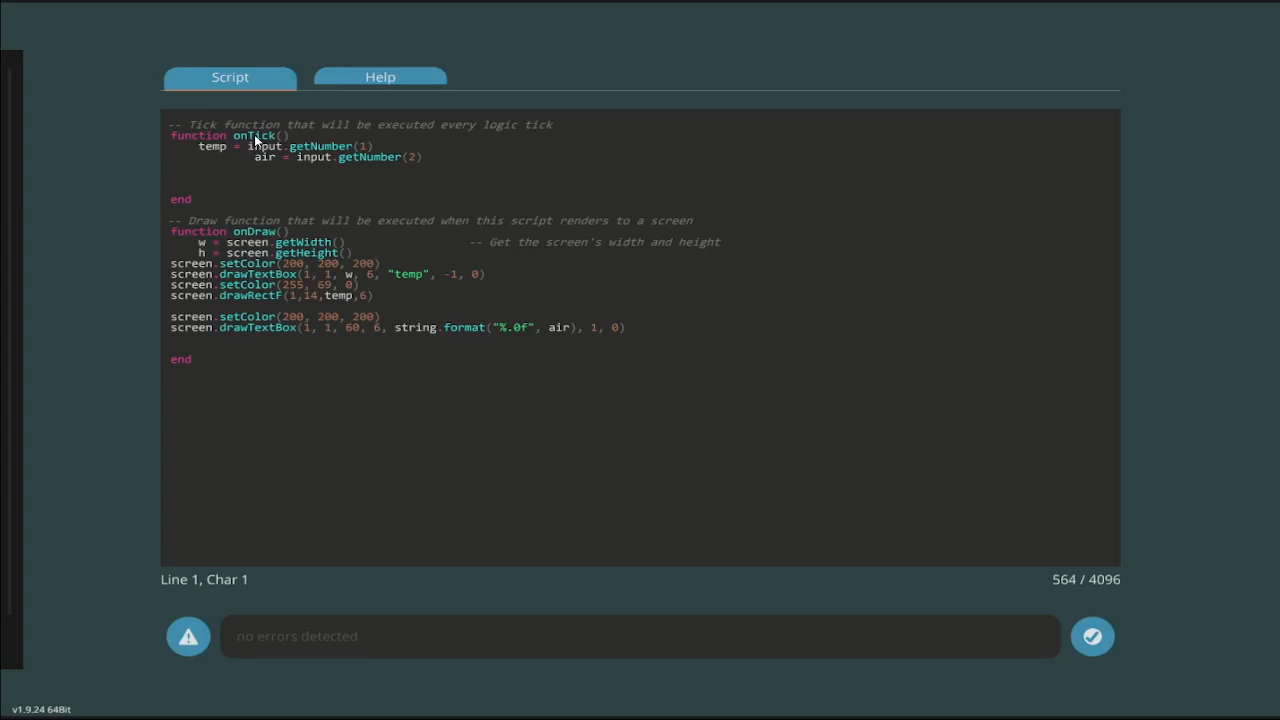 Script Help
-- Tick function that will be executed every logic tick
function onTick()
temp = input.getNumber(1)
air = input.getNumber(2)
end
-- Draw function that will be executed when this script renders to a screen
function onDraw()
w = screen.getWidth() -- Get the screen's width and height
h = screen.getHeight()
screen.setColor(200, 200, 200)
screen.drawTextBox(1, 1, w, 6, "temp", -1, 0)
screen.setColor(255, 69, 0)
screen.drawRectF(1,14,temp,6)
screen.setColor(200, 200, 200)
screen.drawTextBox(1, 1, 60, 6, string.format("%.0f", air), 1, 0)
end
Line 1, Char 1 564 / 4096
no errors detected
v1.9.24 64Bit